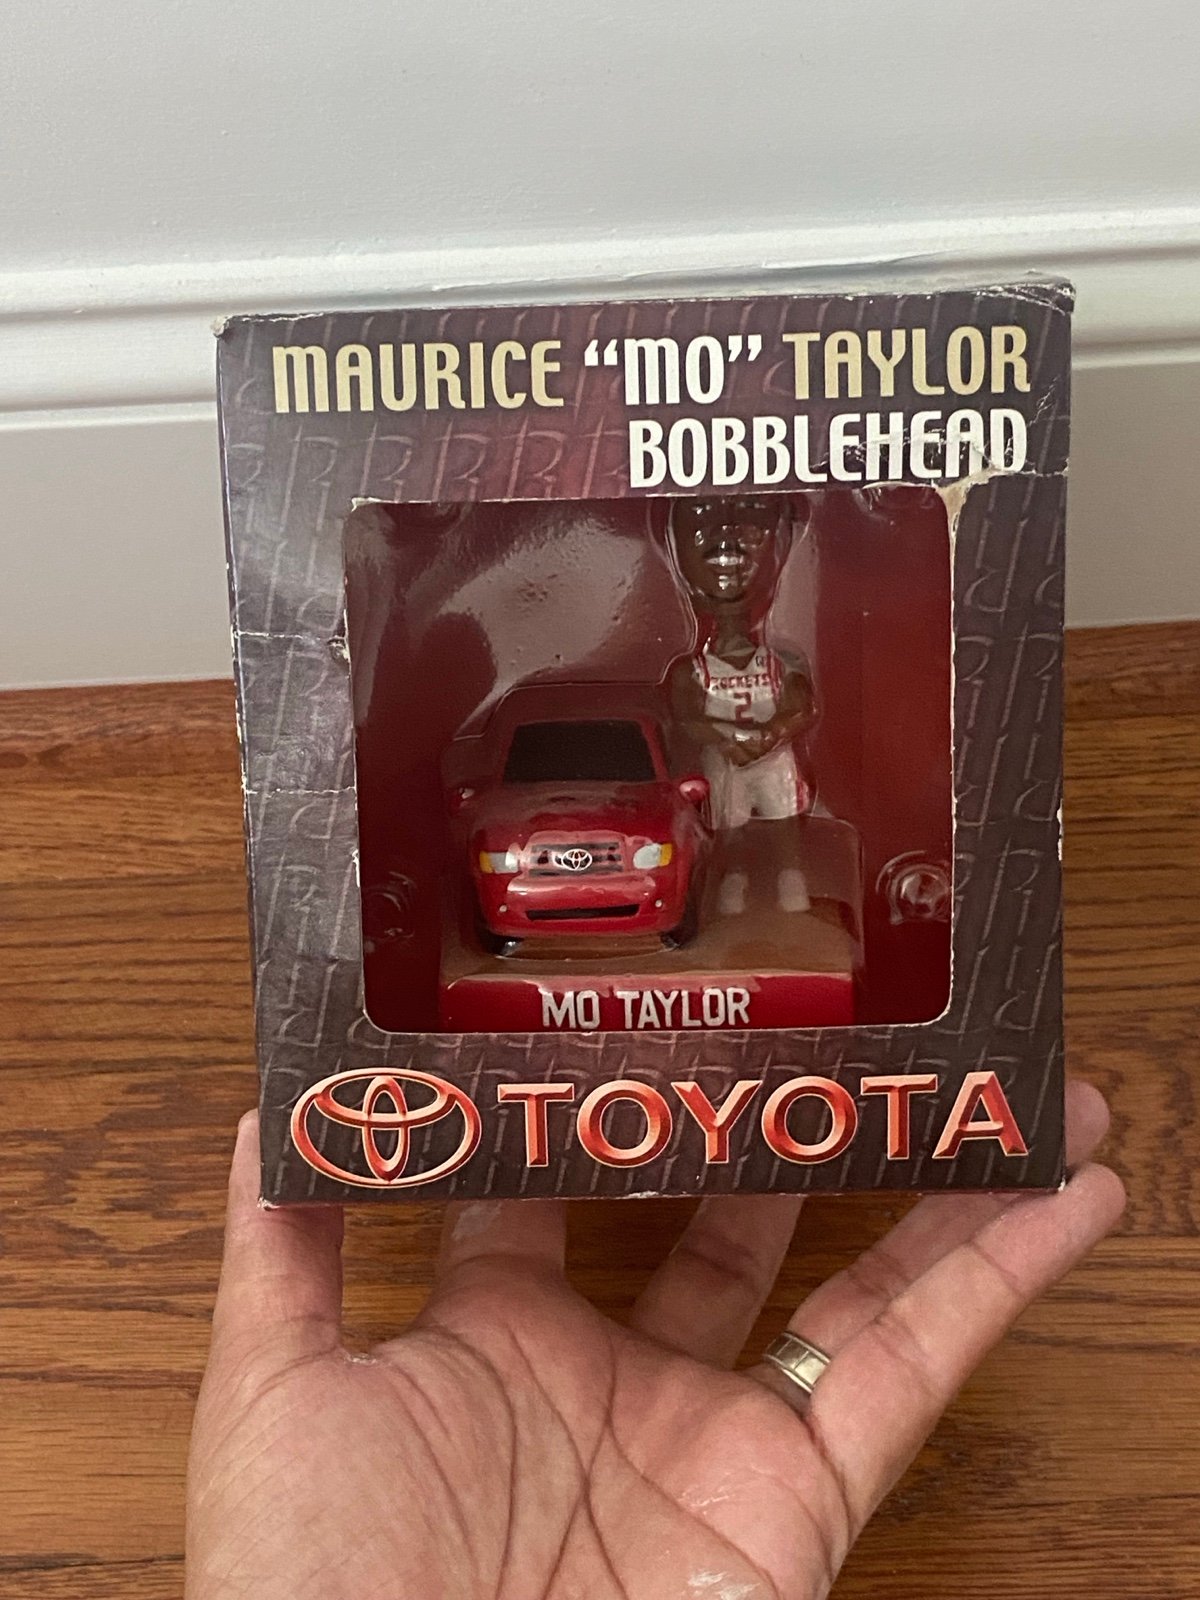 MAURICE “MO” TAYLOR
BOBBLEHEAD
ROCKETS
2
MO TAYLOR
TOYOTA